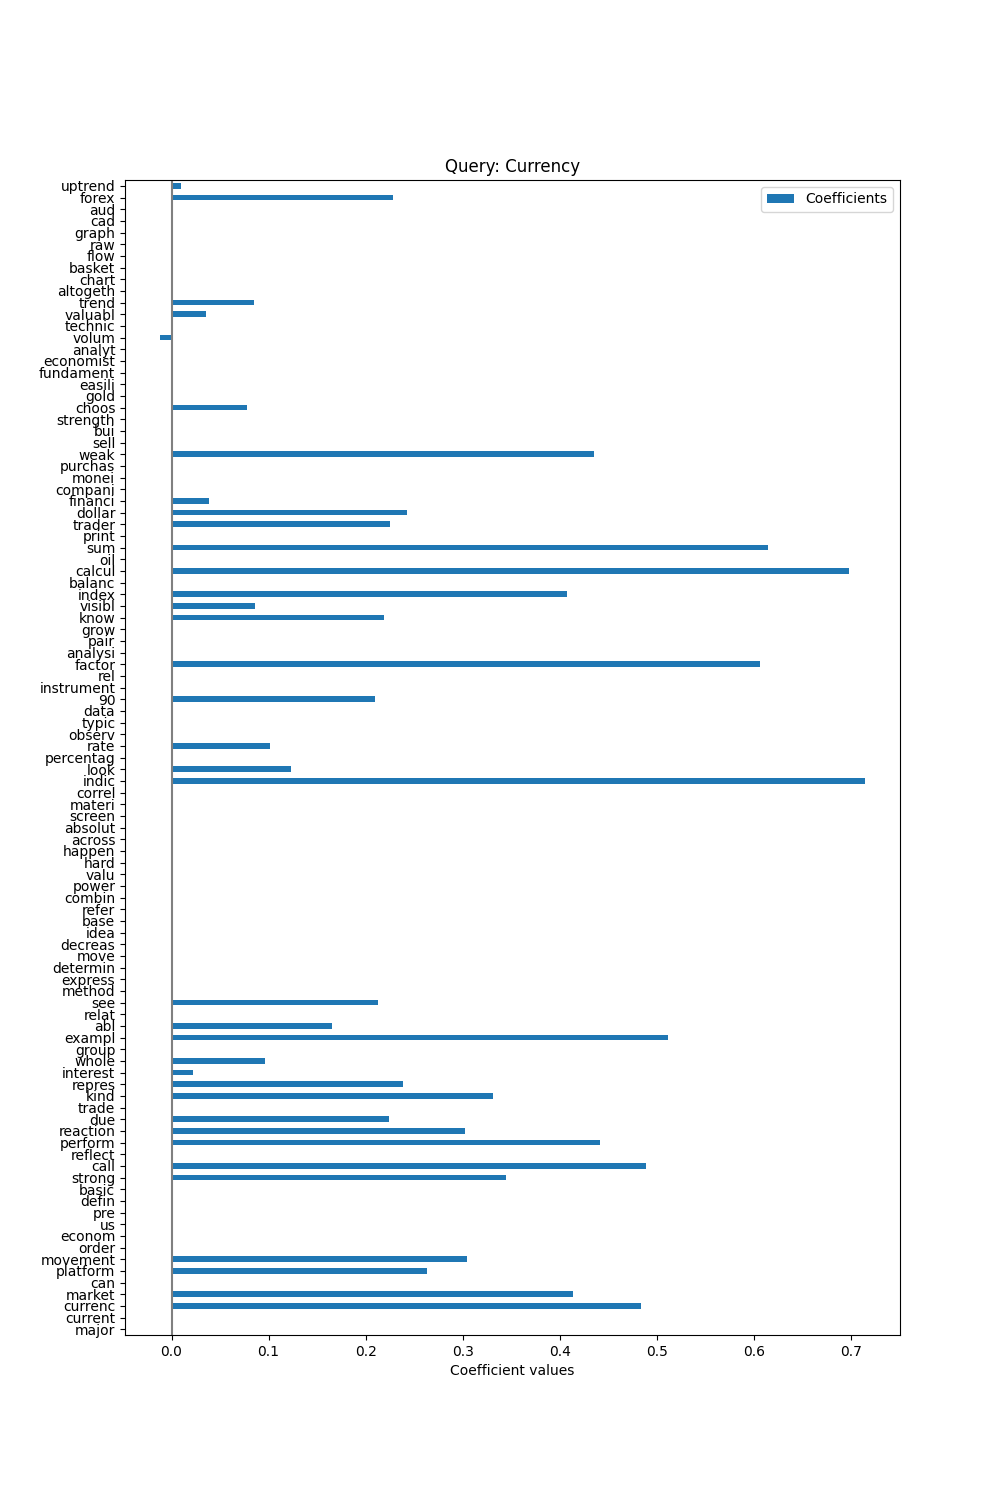 Query: Currency
Coefficients
uptrend
forex
aud
cad
graph
raw
flow
basket
chart
altogeth
trend
valuabl
technic
volum
analyt
economist
fundament
easili
gold
choos
strength
bui
sell
weak
purchas
monei
compani
financi
dollar
trader
print
sum
oil
calcul
balanc
index
visibl
know
grow
pair
analysi
factor
rel
instrument
90
data
typic
observ
rate
percentag
look
indic
correl
materi
screen
absolut
across
happen
hard
valu
power
combin
refer
base
idea
decreas
move
determin
express
method
see
relat
abl
exampl
group
whole
interest
repres
kind
trade
due
reaction
perform
reflect
call
strong
basic
defin
pre
us
econom
order
movement
platform
can
market
currenc
current
major
0.0 0.1 0.2 0.3 0.4 0.5 0.6 0.7
Coefficient values